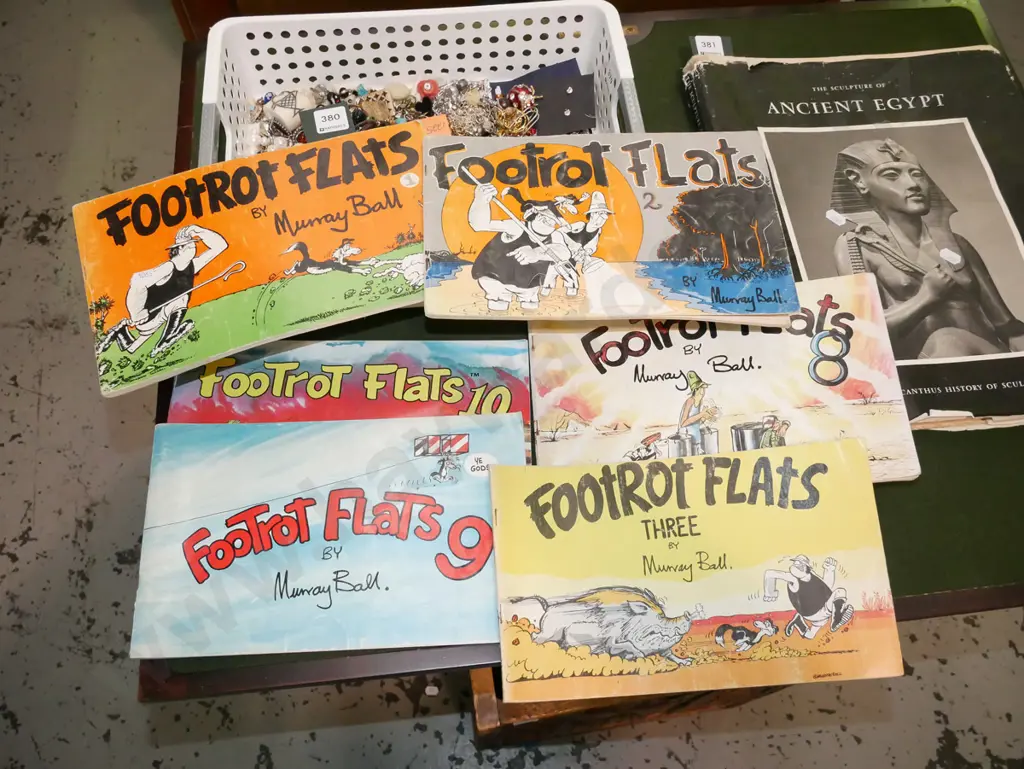 380
381
THE SCULPTURE OF
ANCIENT EGYPT
FOOTROT FLATS
BY
Murray Ball
1
FOOTROT FLATS
2
BY
Murray Ball.
FOOTROT FLATS
8
BY
Murray Ball.
FOOTROT FLATS™
10
FOOTROT FLATS
9
BY
Murray Ball.
YE
GODS
FOOTROT FLATS
THREE
BY
Murray Ball.
ACANTHUS HISTORY OF SCUL